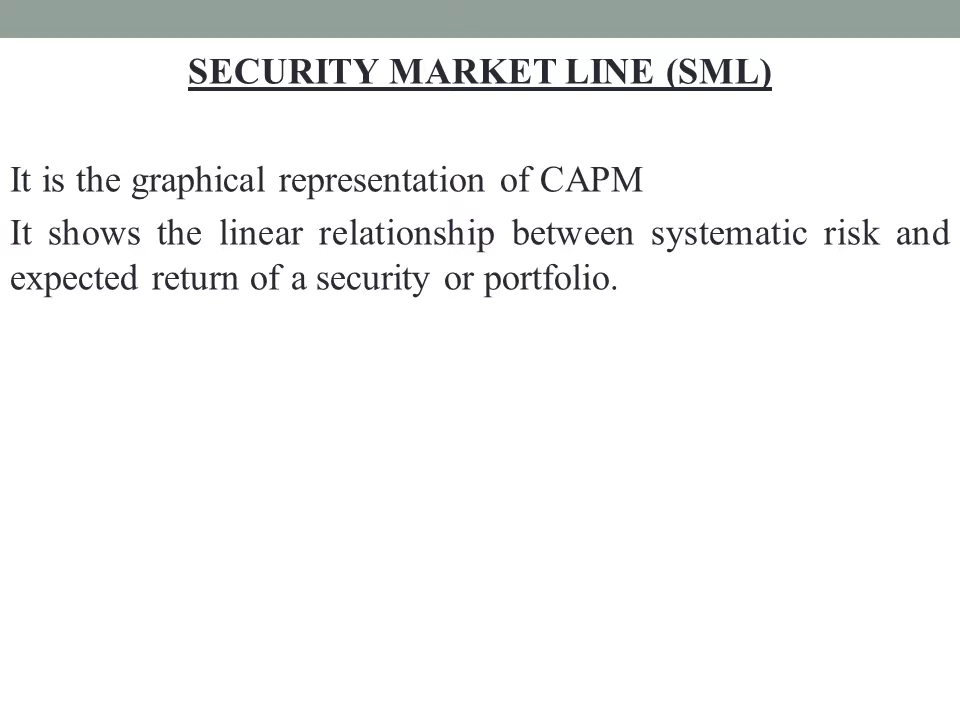 SECURITY MARKET LINE (SML)
It is the graphical representation of CAPM
It shows the linear relationship between systematic risk and
expected return of a security or portfolio.